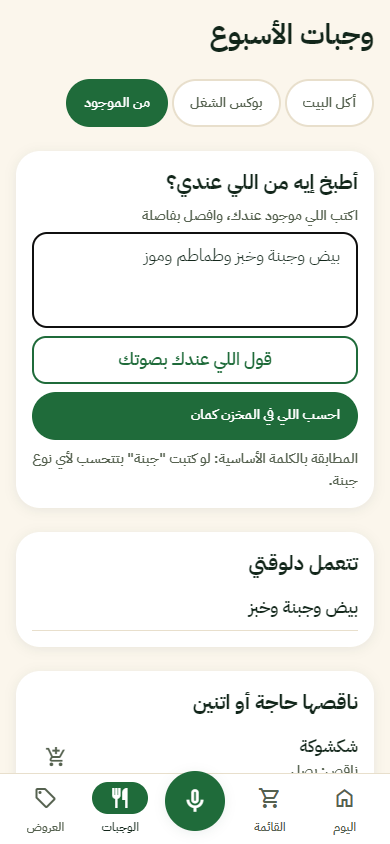 وجبات الأسبوع
أكل البيت
بوكس الشغل
من الموجود
أطبخ إيه من اللي عندي؟
اكتب اللي موجود عندك، وافصل بفاصلة
بيض وجبنة وخبز وطماطم وموز
قول اللي عندك بصوتك
احسب اللي في المخزن كمان
المطابقة بالكلمة الأساسية: لو كتبت "جبنة" بتتحسب لأي نوع
جبنة.
تتعمل دلوقتي
بيض وجبنة وخبز
ناقصها حاجة أو اتنين
شكشوكة
ناقص: بصل
اليوم
القائمة
الوجبات
العروض